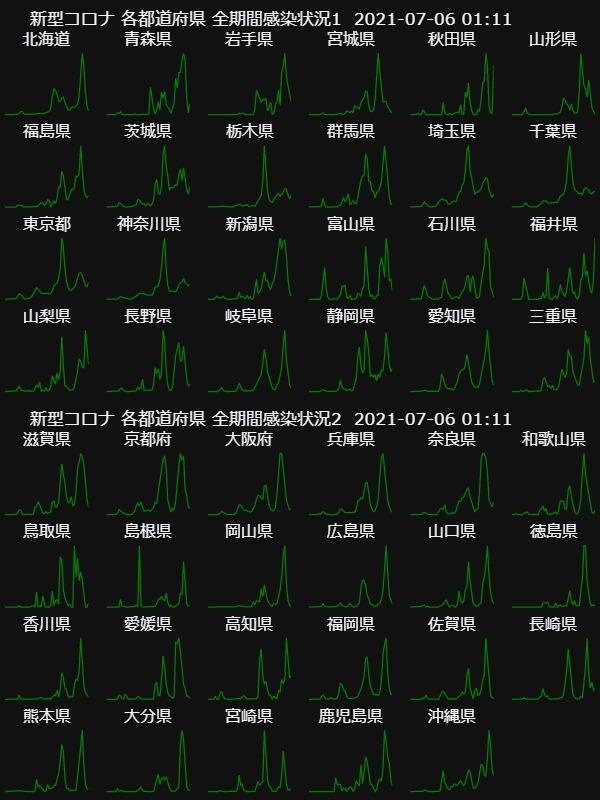 新型コロナ 各都道府県 全期間感染状況1 2021-07-06 01:11
北海道 青森県 岩手県 宮城県 秋田県 山形県
福島県 茨城県 栃木県 群馬県 埼玉県 千葉県
東京都 神奈川県 新潟県 富山県 石川県 福井県
山梨県 長野県 岐阜県 静岡県 愛知県 三重県
新型コロナ 各都道府県 全期間感染状況2 2021-07-06 01:11
滋賀県 京都府 大阪府 兵庫県 奈良県 和歌山県
鳥取県 島根県 岡山県 広島県 山口県 徳島県
香川県 愛媛県 高知県 福岡県 佐賀県 長崎県
熊本県 大分県 宮崎県 鹿児島県 沖縄県